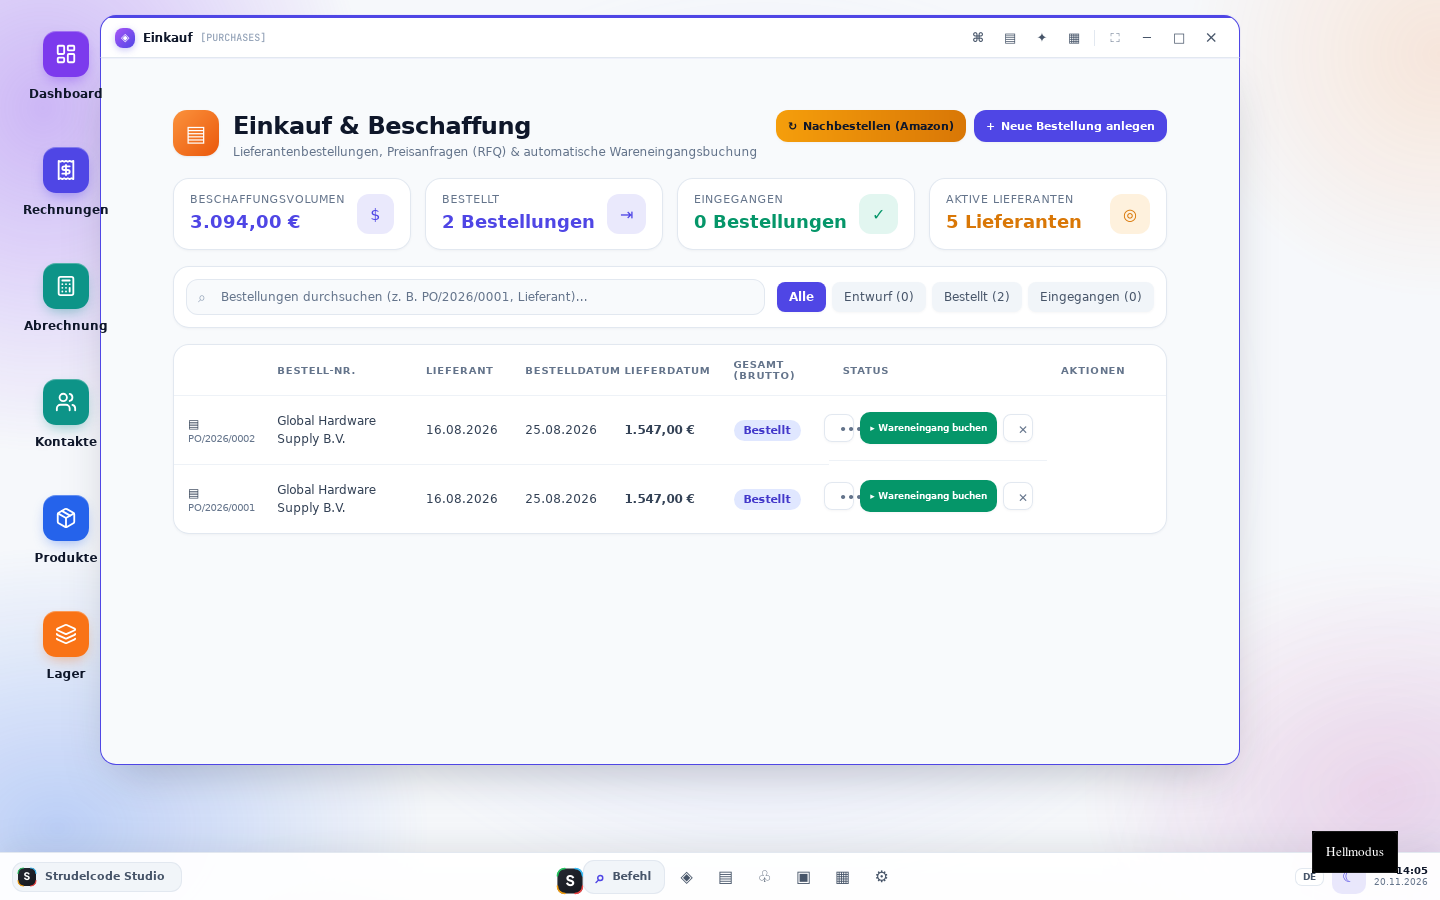 Einkauf [PURCHASES]
Dashboard
Rechnungen
Abrechnung
Kontakte
Produkte
Lager
Einkauf & Beschaffung
Lieferantenbestellungen, Preisanfragen (RFQ) & automatische Wareneingangsbuchung
↻ Nachbestellen (Amazon)
+ Neue Bestellung anlegen
BESCHAFFUNGSVOLUMEN
3.094,00 €
$
BESTELLT
2 Bestellungen
EINGEGANGEN
0 Bestellungen
AKTIVE LIEFERANTEN
5 Lieferanten
Bestellungen durchsuchen (z. B. PO/2026/0001, Lieferant)...
Alle
Entwurf (0)
Bestellt (2)
Eingegangen (0)
BESTELL-NR. LIEFERANT BESTELLDATUM LIEFERDATUM GESAMT (BRUTTO) STATUS AKTIONEN
PO/2026/0002 Global Hardware Supply B.V. 16.08.2026 25.08.2026 1.547,00 € Bestellt ••• ▸ Wareneingang buchen ×
PO/2026/0001 Global Hardware Supply B.V. 16.08.2026 25.08.2026 1.547,00 € Bestellt ••• ▸ Wareneingang buchen ×
Hellmodus
S Strudelcode Studio
S
Befehl
DE
14:05
20.11.2026